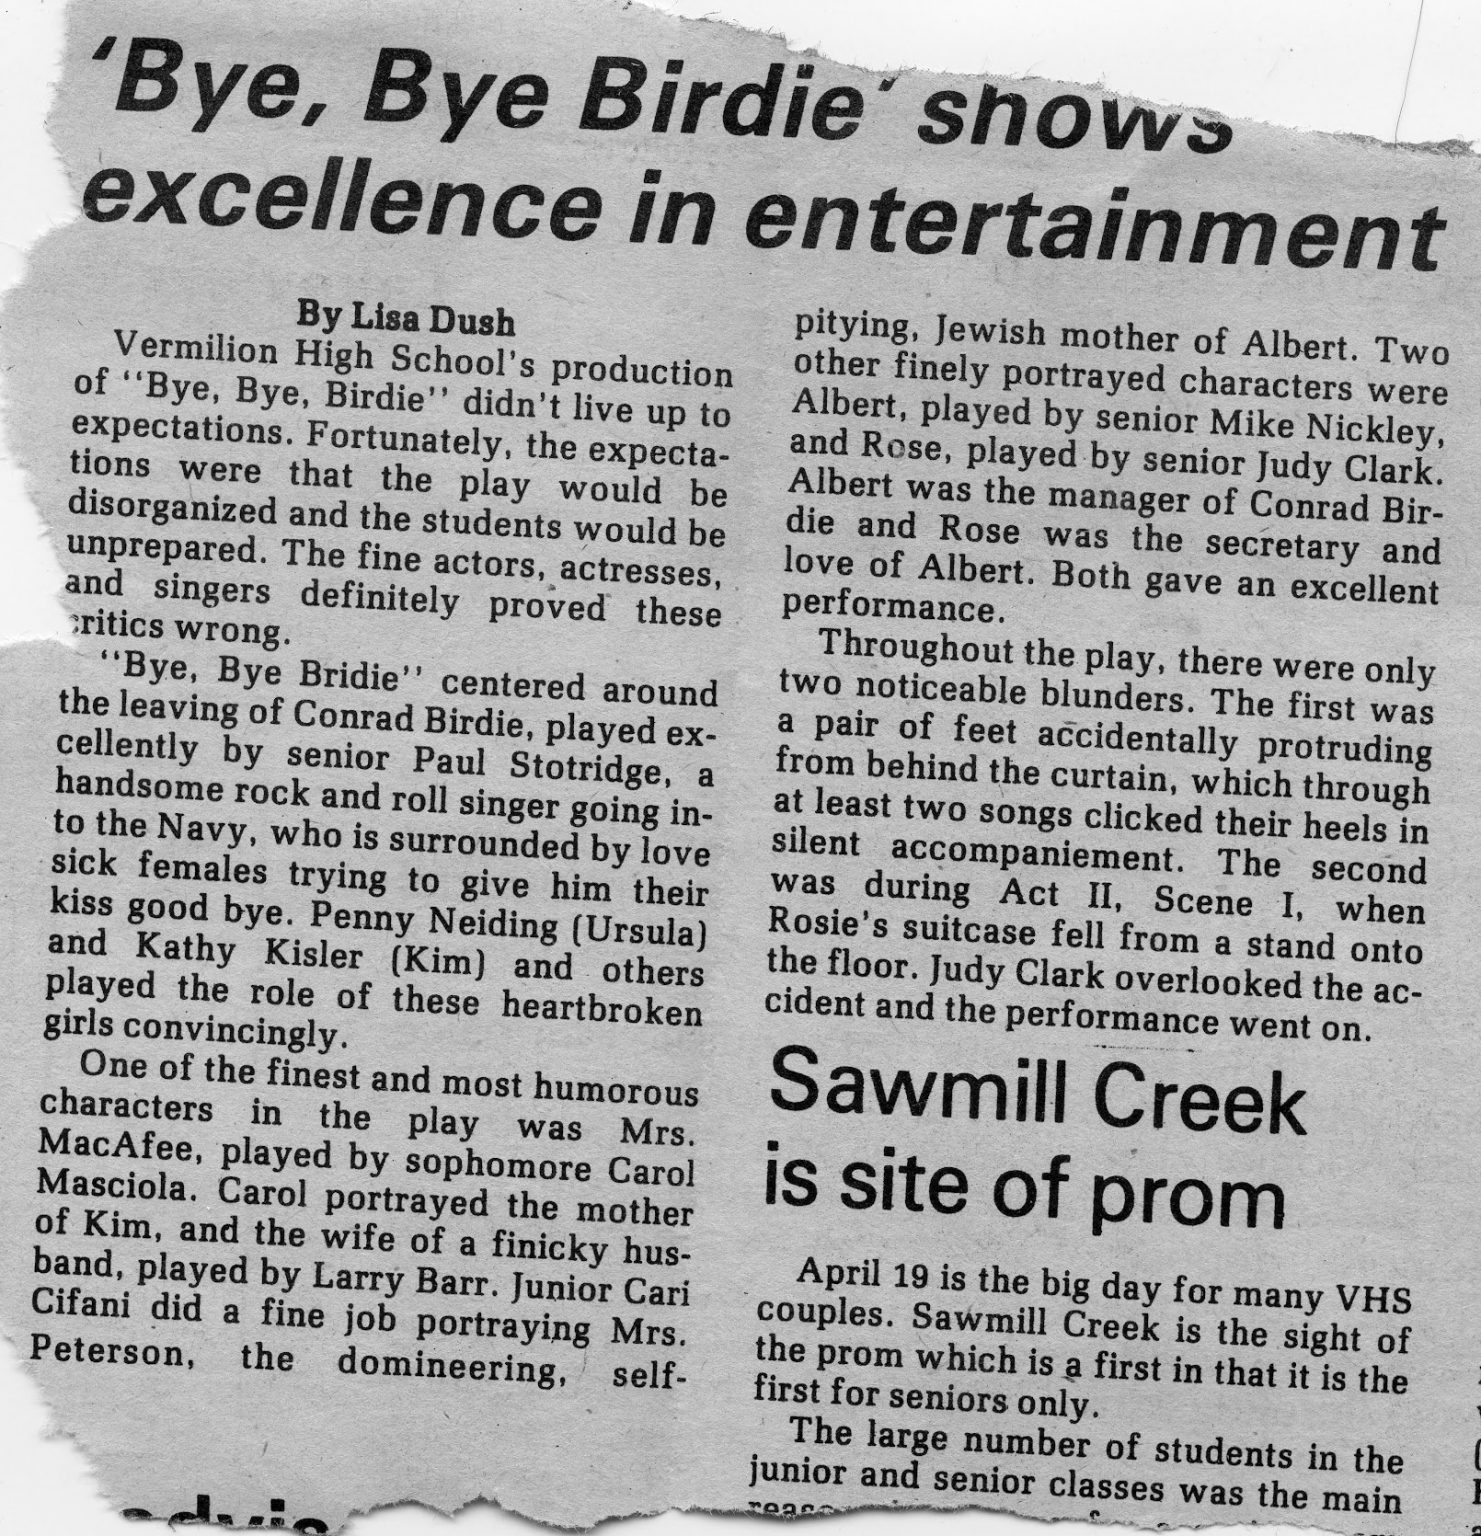 'Bye, Bye Birdie' shows
excellence in entertainment
By Lisa Dush
Vermilion High School's production
of "Bye, Bye, Birdie" didn't live up to
expectations. Fortunately, the expecta-
tions were that the play would be
disorganized and the students would be
unprepared. The fine actors, actresses,
and singers definitely proved these
critics wrong.
"Bye, Bye Bridie" centered around
the leaving of Conrad Birdie, played ex-
cellently by senior Paul Stotridge, a
handsome rock and roll singer going in-
to the Navy, who is surrounded by love
sick females trying to give him their
kiss good bye. Penny Neiding (Ursula)
and Kathy Kisler (Kim) and others
played the role of these heartbroken
girls convincingly.
One of the finest and most humorous
characters in the play was Mrs.
MacAfee, played by sophomore Carol
Masciola. Carol portrayed the mother
of Kim, and the wife of a finicky hus-
band, played by Larry Barr. Junior Cari
Cifani did a fine job portraying Mrs.
Peterson, the domineering, self-
pitying, Jewish mother of Albert. Two
other finely portrayed characters were
Albert, played by senior Mike Nickley,
and Rose, played by senior Judy Clark.
Albert was the manager of Conrad Bir-
die and Rose was the secretary and
love of Albert. Both gave an excellent
performance.
Throughout the play, there were only
two noticeable blunders. The first was
a pair of feet accidentally protruding
from behind the curtain, which through
at least two songs clicked their heels in
silent accompaniement. The second
was during Act II, Scene I, when
Rosie's suitcase fell from a stand onto
the floor. Judy Clark overlooked the ac-
cident and the performance went on.
Sawmill Creek
is site of prom
April 19 is the big day for many VHS
couples. Sawmill Creek is the sight of
the prom which is a first in that it is the
first for seniors only.
The large number of students in the
junior and senior classes was the main